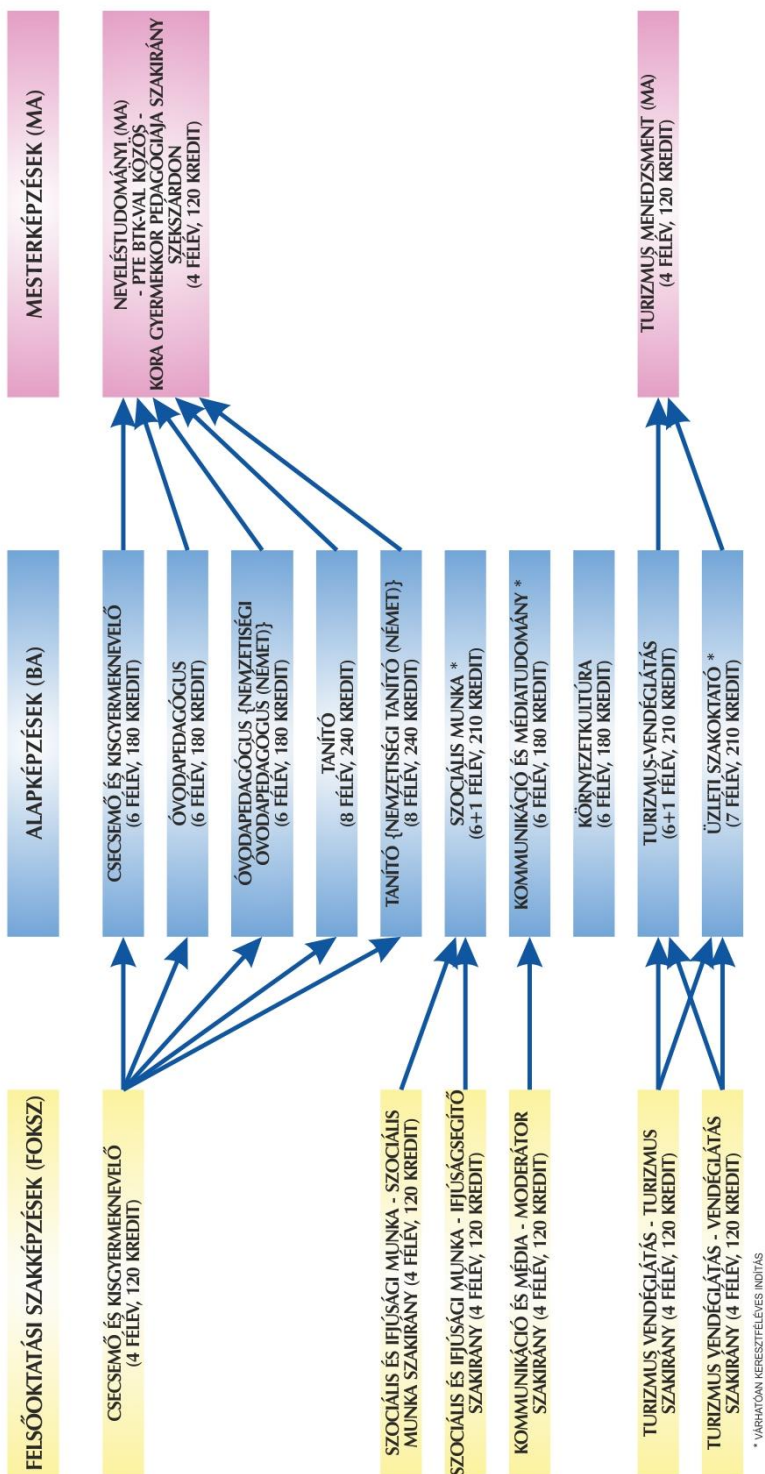 FELSŐOKTATÁSI SZAKKÉPZÉSEK (FOKSZ)
CSECSEMŐ ÉS KISGYERMEKNEVELŐ
(4 FÉLÉV, 120 KREDIT)
SZOCIÁLIS ÉS IFJÚSÁGI MUNKA - SZOCIÁLIS
MUNKA SZAKIRÁNY (4 FÉLÉV, 120 KREDIT)
SZOCIÁLIS ÉS IFJÚSÁGI MUNKA - IFJÚSÁGSEGÍTŐ
SZAKIRÁNY (4 FÉLÉV, 120 KREDIT)
KOMMUNIKÁCIÓ ÉS MÉDIA - MODERÁTOR
SZAKIRÁNY (4 FÉLÉV, 120 KREDIT)
TURIZMUS VENDÉGLÁTÁS - TURIZMUS
SZAKIRÁNY (4 FÉLÉV, 120 KREDIT)
TURIZMUS VENDÉGLÁTÁS - VENDÉGLÁTÁS
SZAKIRÁNY (4 FÉLÉV, 120 KREDIT)
ALAPKÉPZÉSEK (BA)
CSECSEMŐ ÉS KISGYERMEKNEVELŐ
(6 FÉLÉV, 180 KREDIT)
ÓVODAPEDAGÓGUS
(6 FÉLÉV, 180 KREDIT)
ÓVODAPEDAGÓGUS {NEMZETISÉGI
ÓVODAPEDAGÓGUS (NÉMET)}
(6 FÉLÉV, 180 KREDIT)
TANÍTÓ
(8 FÉLÉV, 240 KREDIT)
TANÍTÓ {NEMZETISÉGI TANÍTÓ (NÉMET)}
(8 FÉLÉV, 240 KREDIT)
SZOCIÁLIS MUNKA *
(6+1 FÉLÉV, 210 KREDIT)
KOMMUNIKÁCIÓ ÉS MÉDIATUDOMÁNY *
(6 FÉLÉV, 180 KREDIT)
KÖRNYEZETKULTÚRA
(6 FÉLÉV, 180 KREDIT)
TURIZMUS-VENDÉGLÁTÁS
(6+1 FÉLÉV, 210 KREDIT)
ÜZLETI SZAKOKTATÓ *
(7 FÉLÉV, 210 KREDIT)
MESTERKÉPZÉSEK (MA)
NEVELÉSTUDOMÁNYI (MA)
- PTE BTK-VAL KÖZÖS -
KORA GYERMEKKOR PEDAGÓGIÁJA SZAKIRÁNY
SZEKSZÁRDON
(4 FÉLÉV, 120 KREDIT)
TURIZMUS MENEDZSMENT (MA)
(4 FÉLÉV, 120 KREDIT)
* VÁRHATÓAN KERESZTFÉLÉVES INDÍTÁS